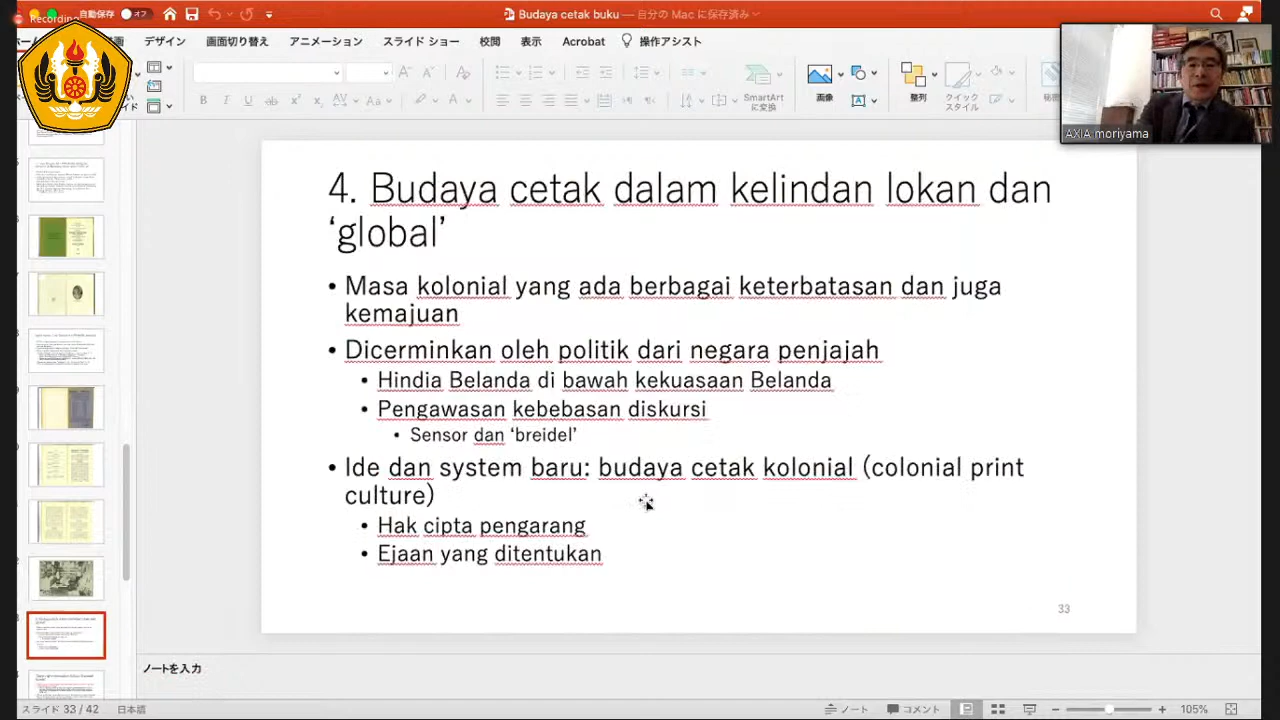 Recording
自動保存 オフ
Budaya cetak buku — 自分の Mac に保存済み
デザイン 画面切り替え アニメーション スライド ショー 校閲 表示 Acrobat 操作アシスト
SmartArt に変換
画像
整列
クイック スタイル
AXIA moriyama
4. Budaya cetak dalam kelindan lokan dan
‘global’
• Masa kolonial yang ada berbagai keterbatasan dan juga
kemajuan
• Dicerminkan oleh politik dari negara penjajah
• Hindia Belanda di bawah kekuasaan Belanda
• Pengawasan kebebasan diskursi
• Sensor dan ‘breidel’
• Ide dan system baru: budaya cetak kolonial (colonial print
culture)
• Hak cipta pengarang
• Ejaan yang ditentukan
33
ノートを入力
スライド 33 / 42 日本語 ノート コメント 105%